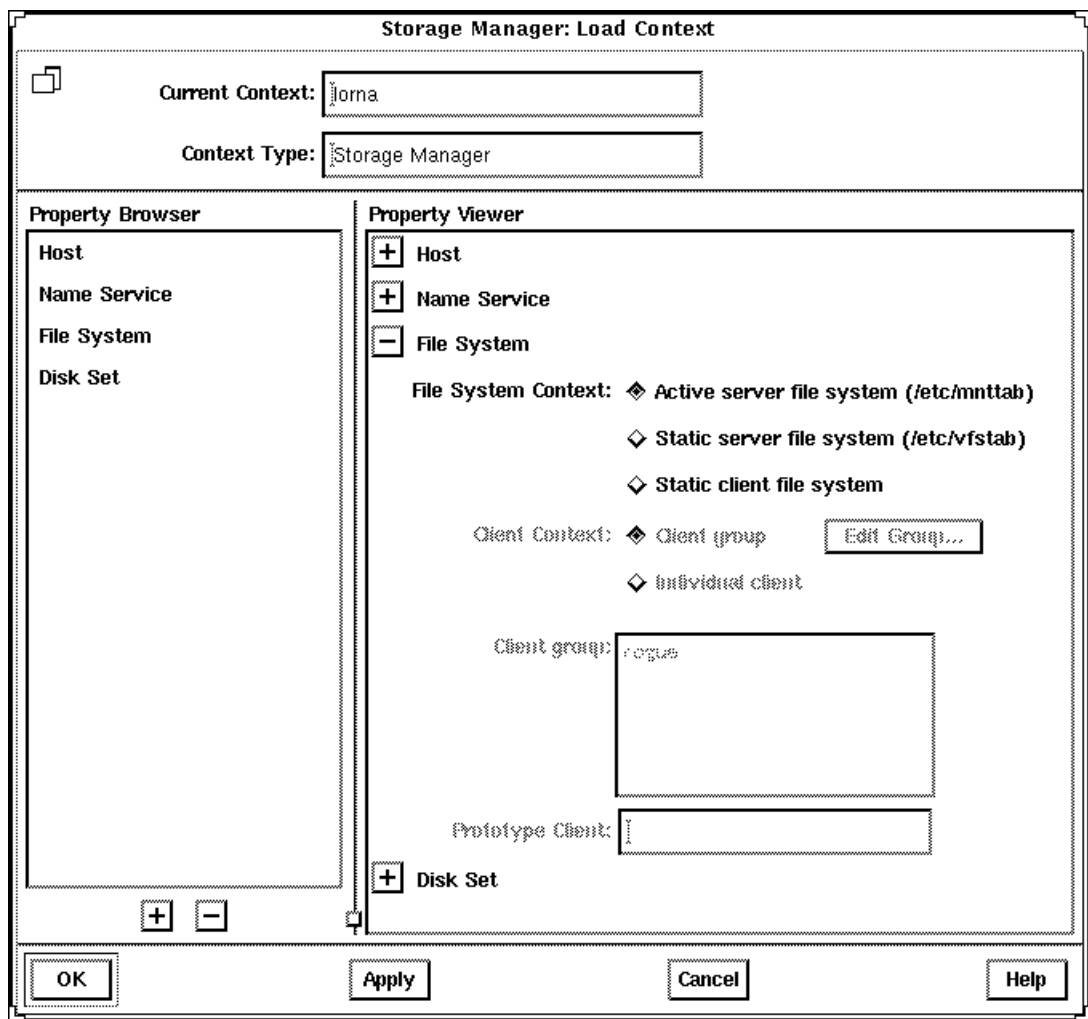 Storage Manager: Load Context
Current Context: lorna
Context Type: Storage Manager
Property Browser
Host
Name Service
File System
Disk Set
Property Viewer
Host
Name Service
File System
File System Context: Active server file system (/etc/mnttab)
Static server file system (/etc/vfstab)
Static client file system
Client Context: Client group Edit Group...
Individual client
Client group: rogue
Prototype Client:
Disk Set
OK Apply Cancel Help